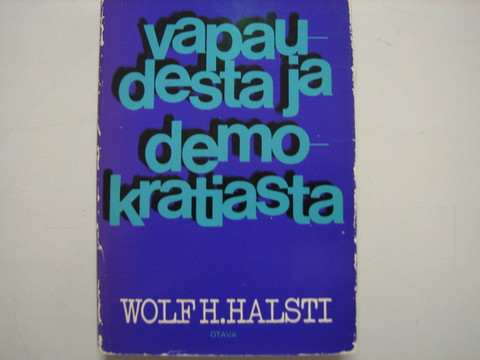 vapau-
desta ja
demo-
kratiasta
WOLF H. HALSTI
OTAVA